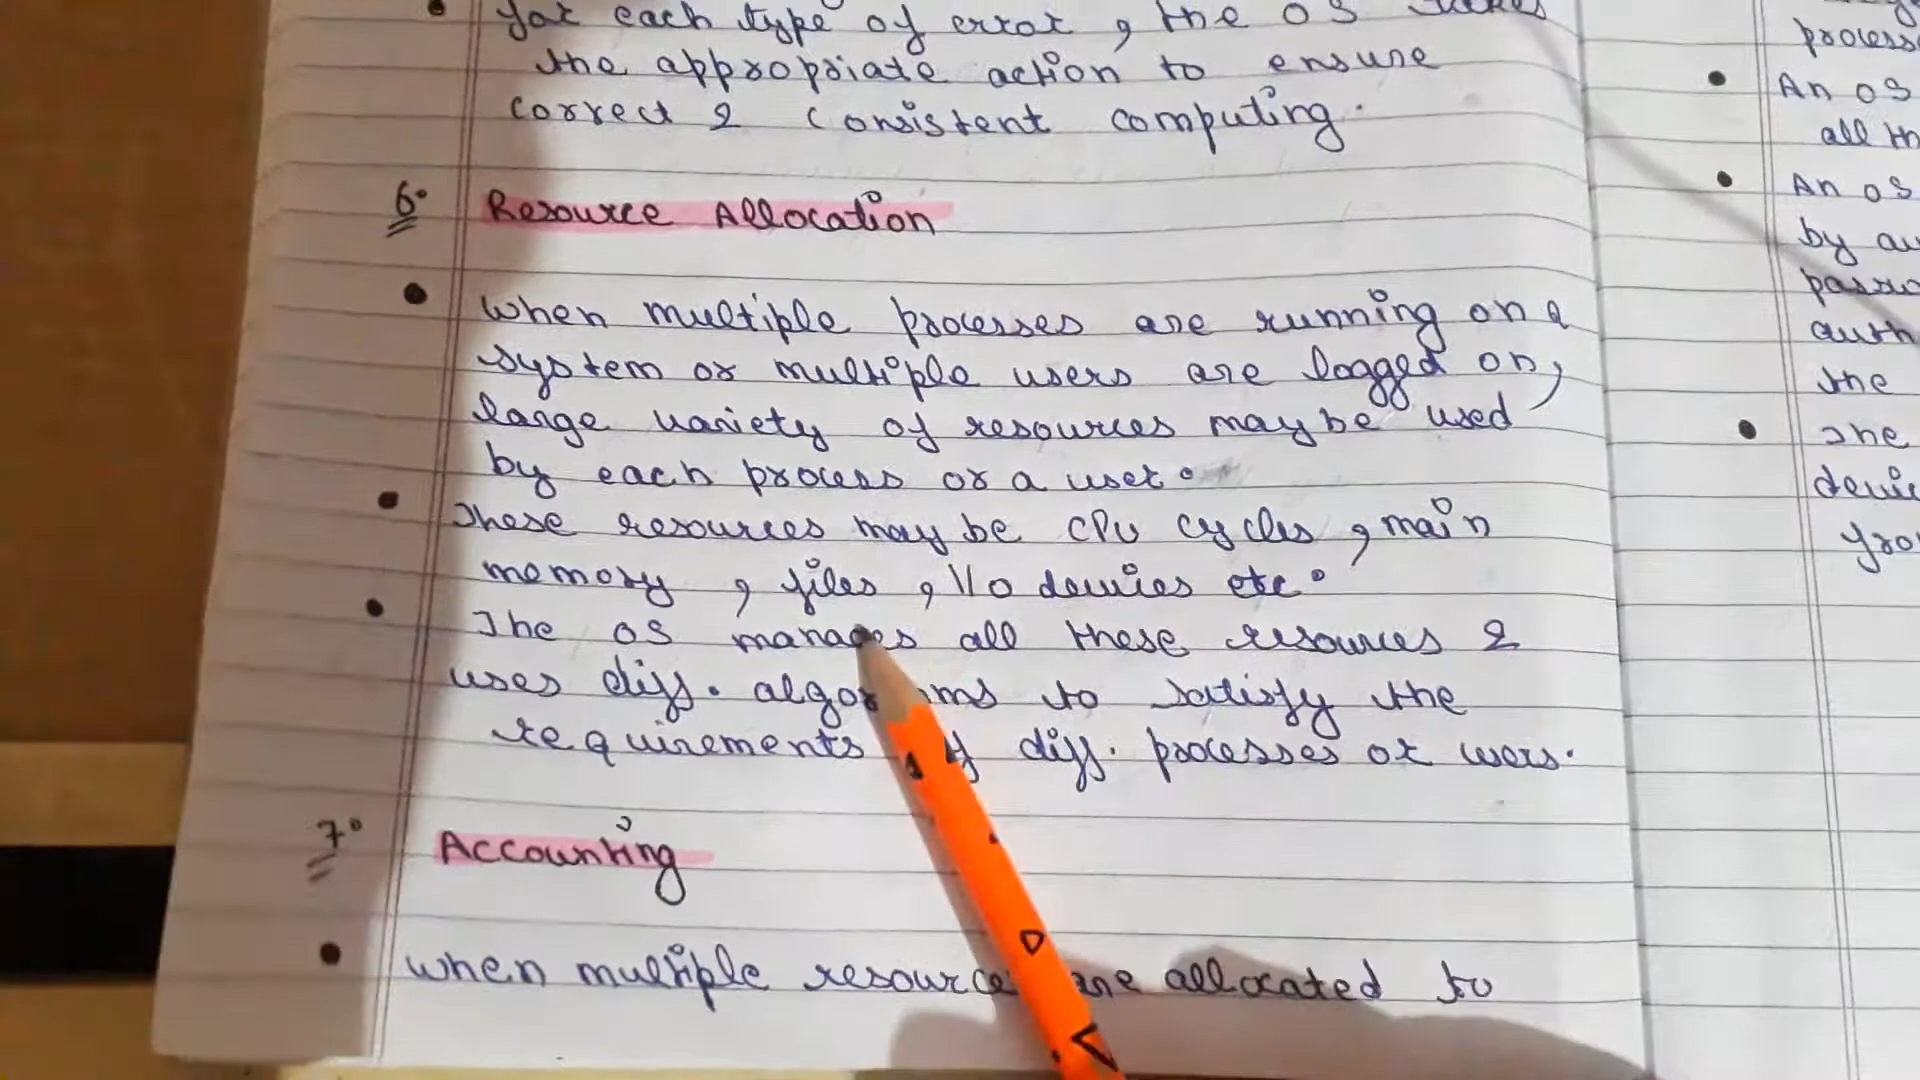 for each type of error, the OS takes
the appropriate action to ensure
correct & consistent computing.
6. Resource Allocation
• When multiple processes are running on a
system or multiple users are logged on,
large variety of resources may be used
by each process or a user.
• These resources may be CPU cycles, main
memory, files, I/O devies etc.
• The OS manages all these resources &
uses diff. algo ms to satisfy the
requirements diff. processes or users.
7. Accounting
• when multiple resource are allocated to
process
• An OS
all th
• An OS
by au
passw
auth
the
• The
devic
fro